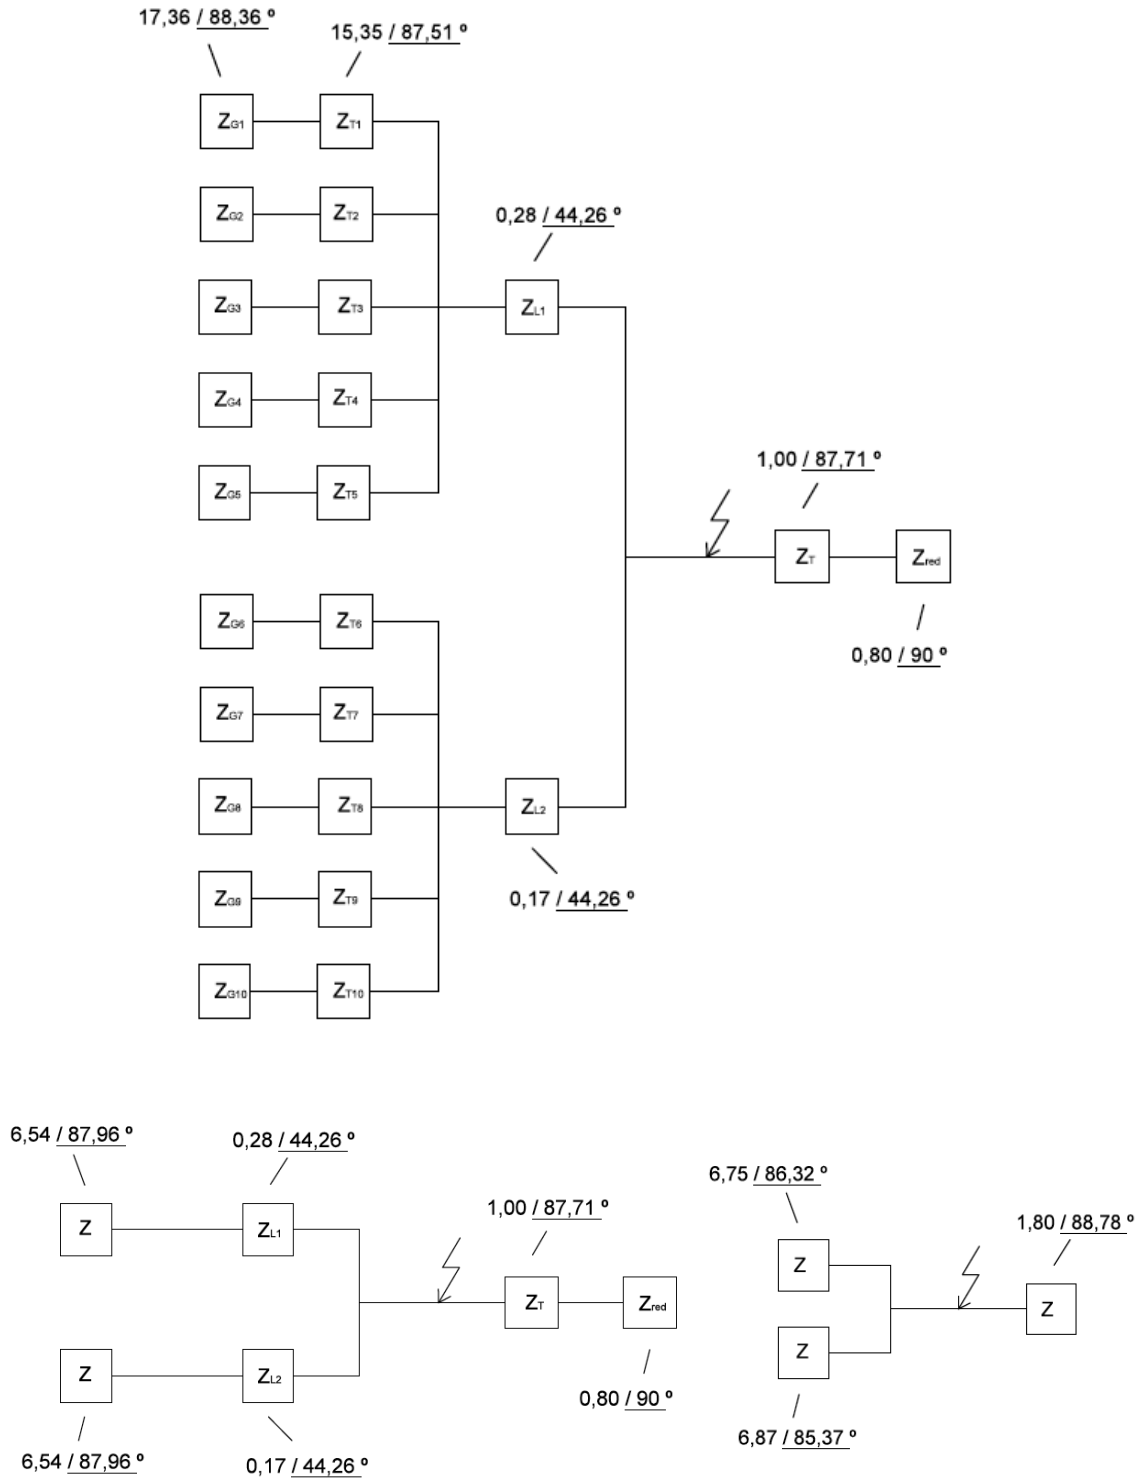 17,36 / 88,36 º
15,35 / 87,51 º
ZG1 ZT1
ZG2 ZT2
0,28 / 44,26 º
ZG3 ZT3 ZL1
ZG4 ZT4
1,00 / 87,71 º
ZG5 ZT5
ZT Zred
ZG6 ZT6
0,80 / 90 º
ZG7 ZT7
ZG8 ZT8 ZL2
ZG9 ZT9
0,17 / 44,26 º
ZG10 ZT10
6,54 / 87,96 º
0,28 / 44,26 º
Z ZL1
1,00 / 87,71 º
ZT Zred
Z ZL2
0,80 / 90 º
6,54 / 87,96 º
0,17 / 44,26 º
6,75 / 86,32 º
1,80 / 88,78 º
Z
Z
Z
6,87 / 85,37 º